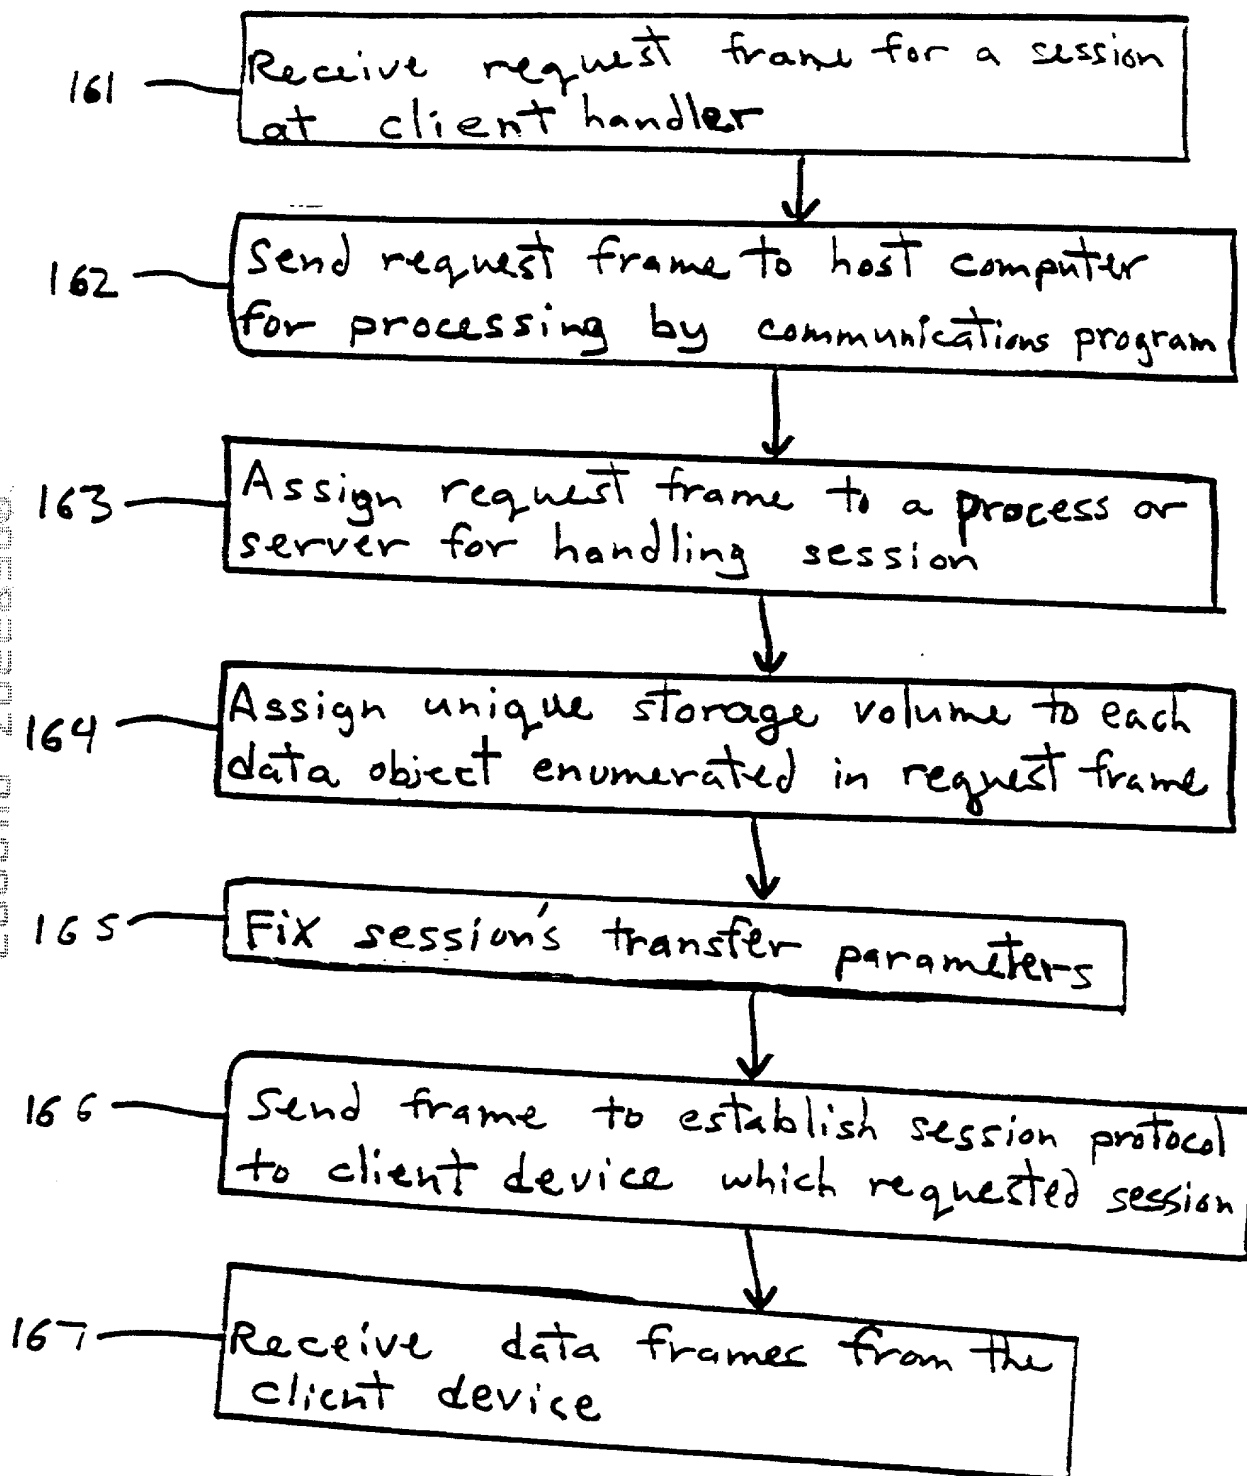 161
Receive request frame for a session
at client handler
162
Send request frame to host computer
for processing by communications program
163
Assign request frame to a process or
server for handling session
164
Assign unique storage volume to each
data object enumerated in request frame
165
Fix session's transfer parameters
166
Send frame to establish session protocol
to client device which requested session
167
Receive data frames from the
client device